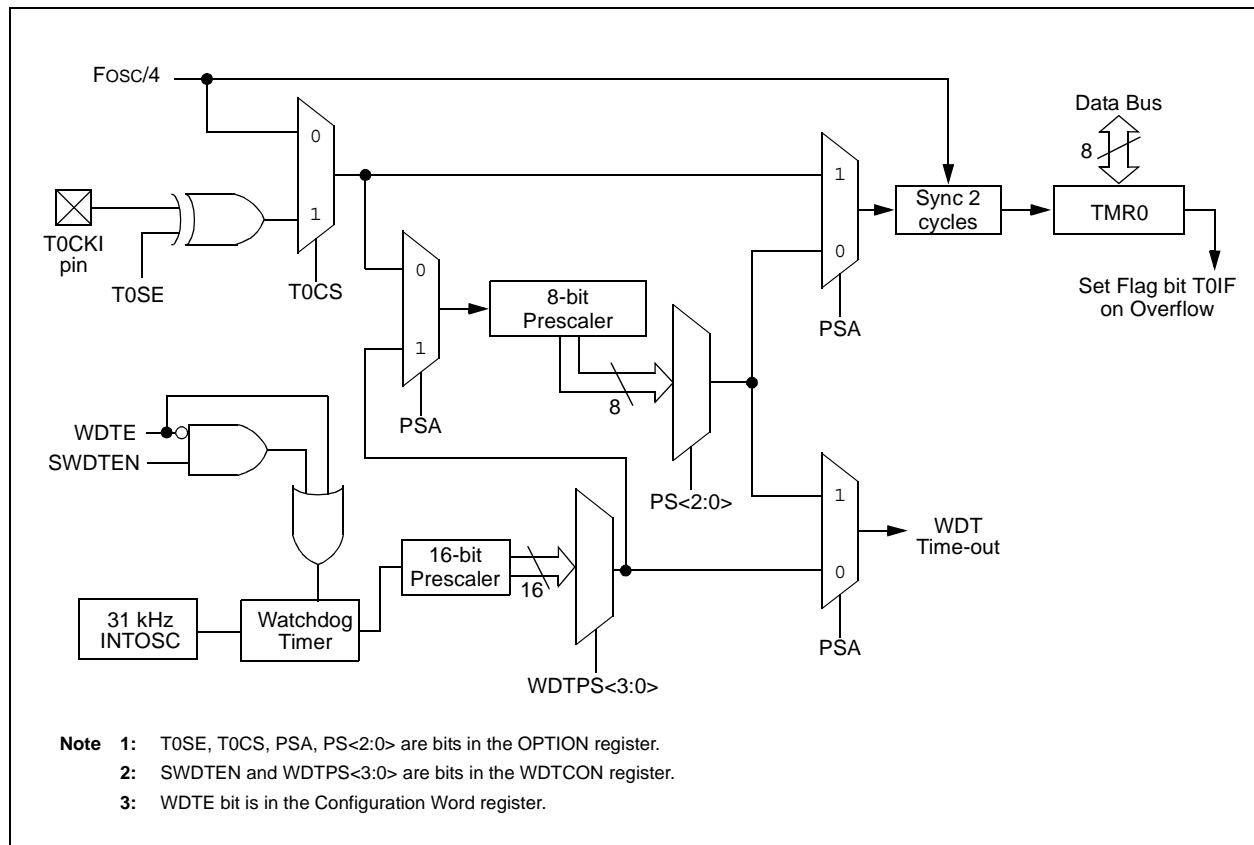 FOSC/4
Data Bus
0
8
1
Sync 2
cycles
TMR0
1
T0CKI
pin
T0SE
T0CS
0
0
8-bit
Prescaler
PSA
Set Flag bit T0IF
on Overflow
1
8
WDTE
PSA
SWDTEN
PS<2:0>
1
WDT
Time-out
16-bit
Prescaler
0
16
31 kHz
INTOSC
Watchdog
Timer
PSA
WDTPS<3:0>
Note 1: T0SE, T0CS, PSA, PS<2:0> are bits in the OPTION register.
2: SWDTEN and WDTPS<3:0> are bits in the WDTCON register.
3: WDTE bit is in the Configuration Word register.